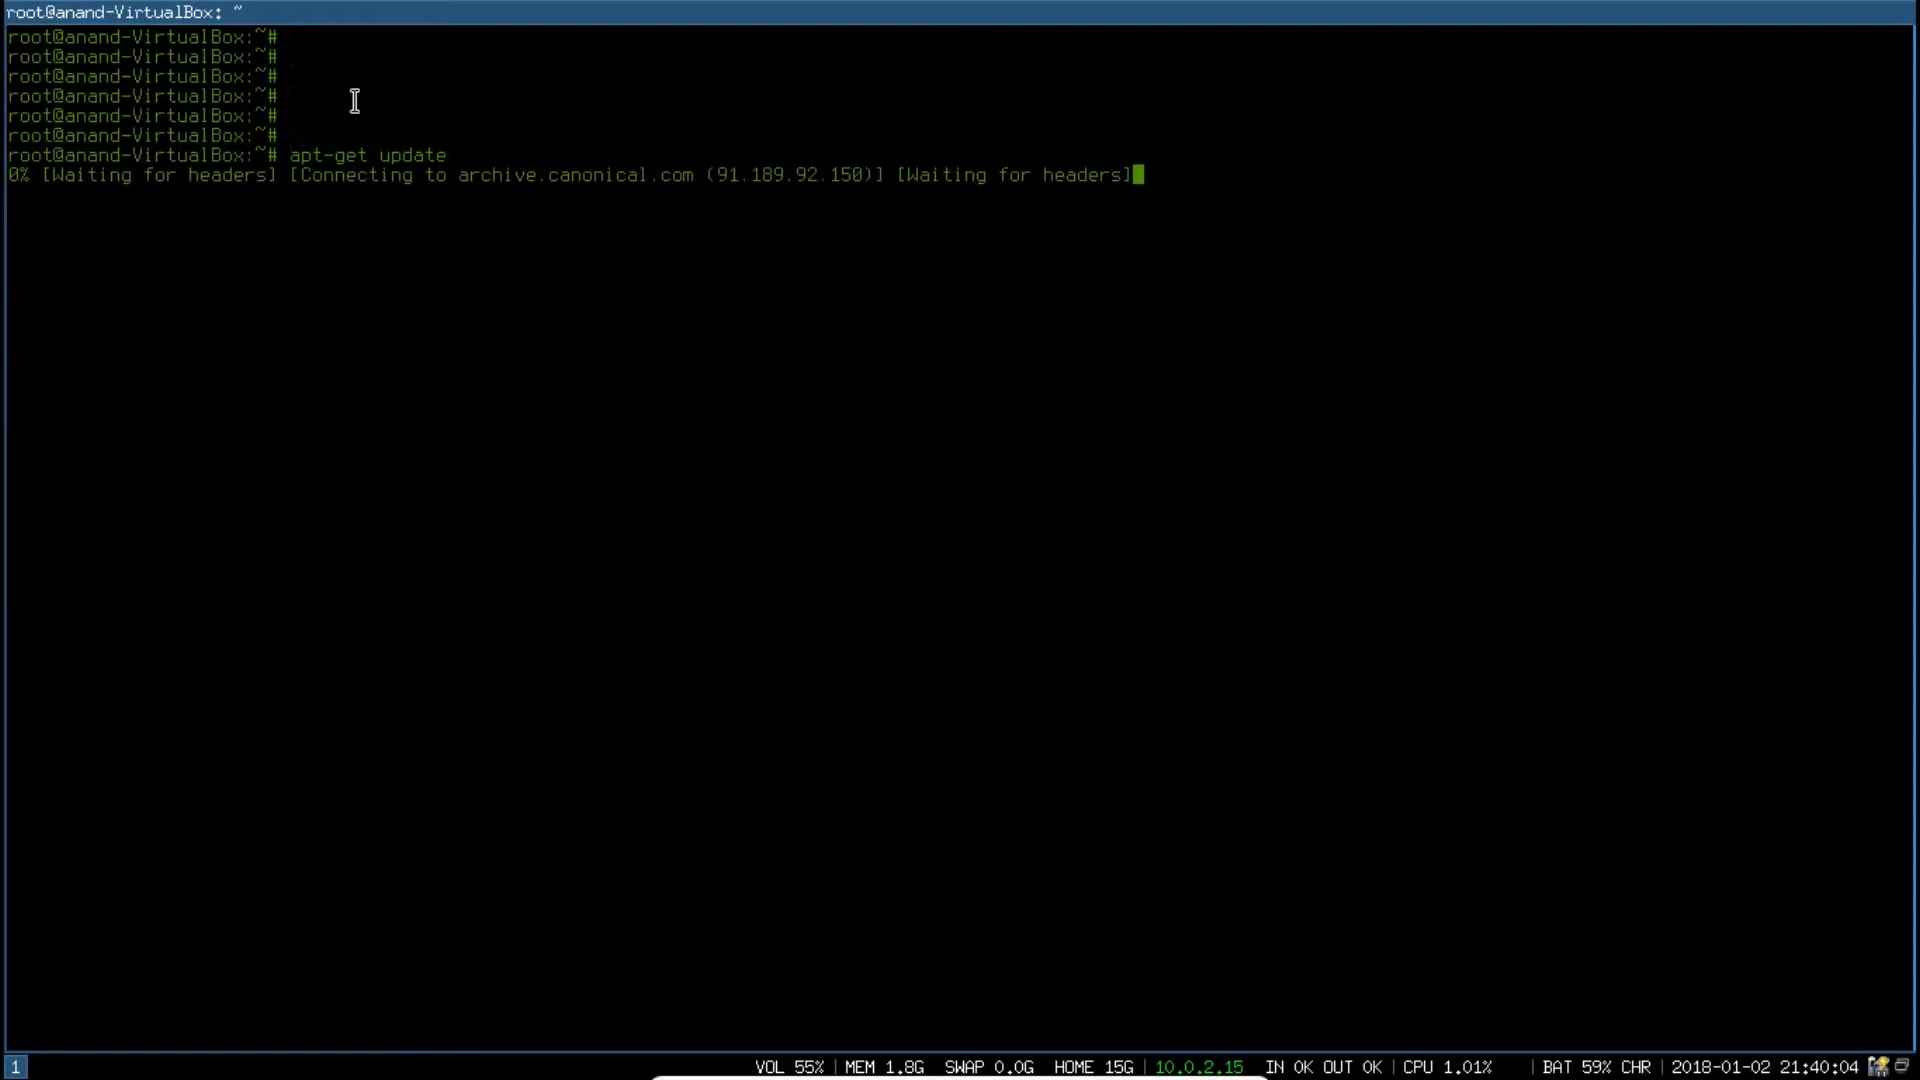 root@anand-VirtualBox: ~
root@anand-VirtualBox:~#
root@anand-VirtualBox:~#
root@anand-VirtualBox:~#
root@anand-VirtualBox:~#
root@anand-VirtualBox:~#
root@anand-VirtualBox:~#
root@anand-VirtualBox:~# apt-get update
0% [Waiting for headers] [Connecting to archive.canonical.com (91.189.92.150)] [Waiting for headers]
1 VOL 55% | MEM 1.8G SWAP 0.0G HOME 15G | 10.0.2.15 IN OK OUT OK | CPU 1.01% | BAT 59% CHR | 2018-01-02 21:40:04